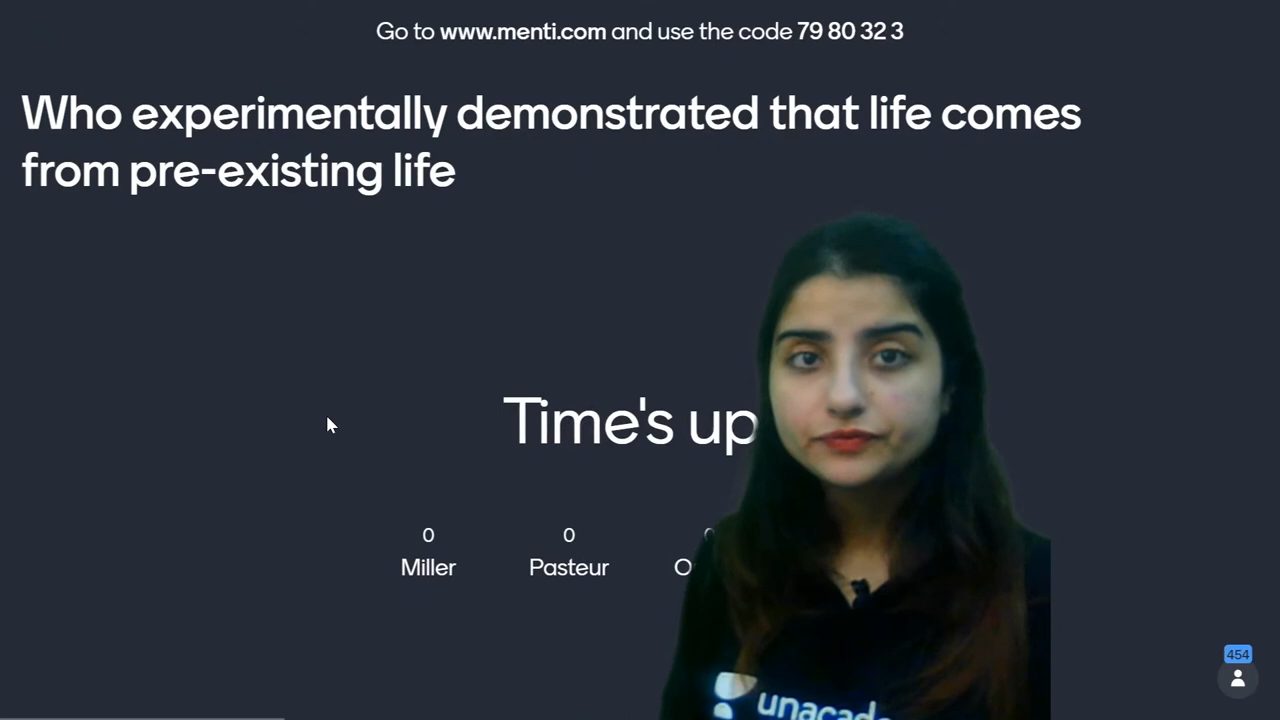 Go to www.menti.com and use the code 79 80 32 3
Who experimentally demonstrated that life comes
from pre-existing life
Time's up
0 0
Miller Pasteur
454